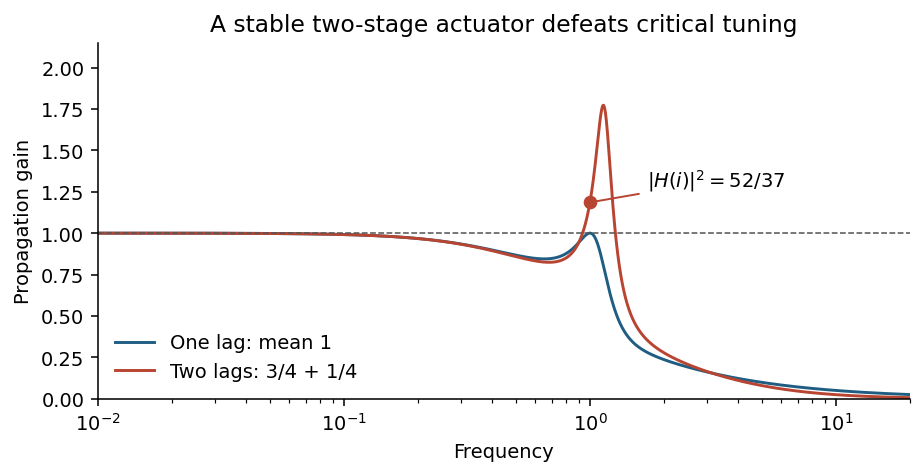 A stable two-stage actuator defeats critical tuning
Propagation gain
2.00
1.75
1.50
1.25
1.00
0.75
0.50
0.25
0.00
|H(i)|² = 52/37
One lag: mean 1
Two lags: 3/4 + 1/4
10⁻²
10⁻¹
10⁰
10¹
Frequency